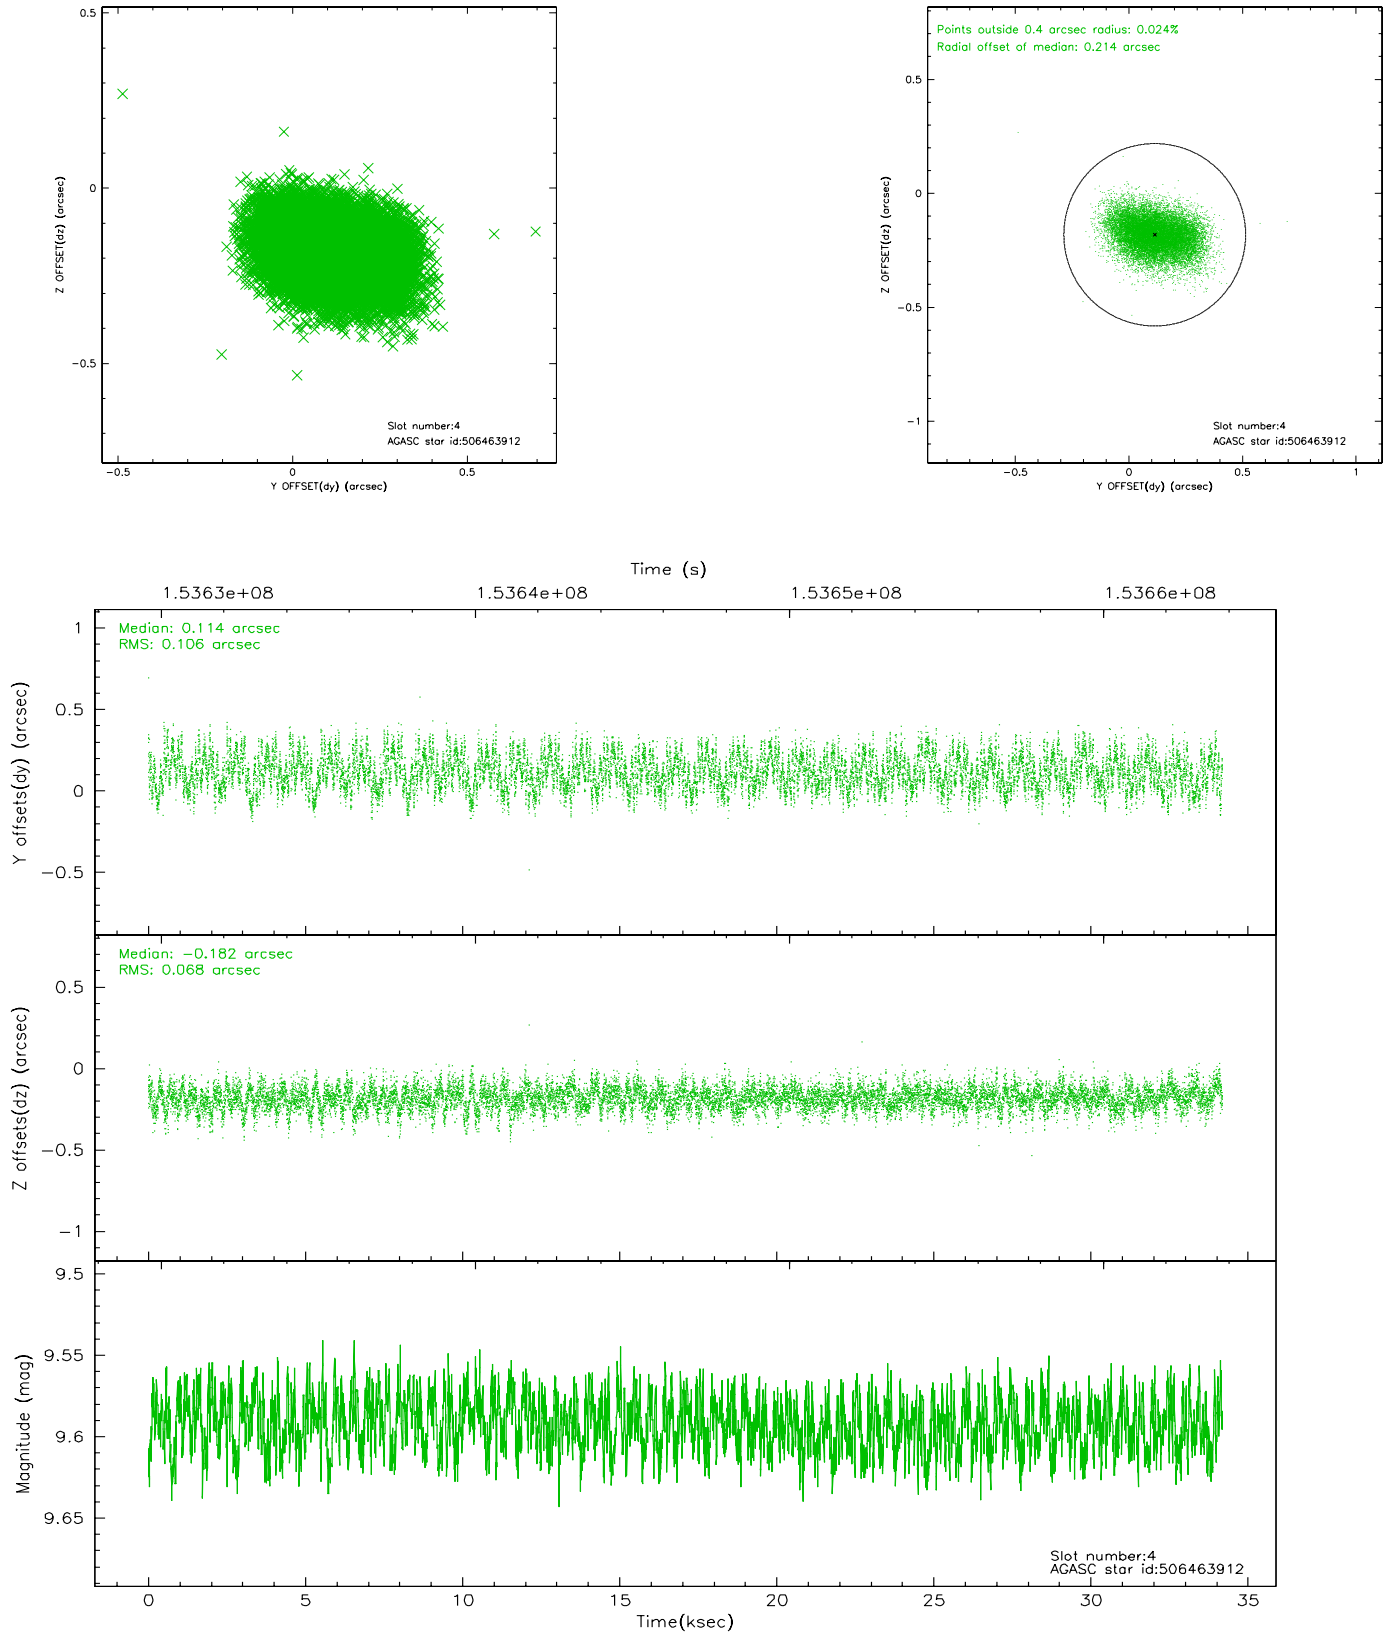 0.5
0
−0.5
Z OFFSET(dz) (arcsec)
Slot number:4
AGASC star id:506463912
−0.5
0
0.5
Y OFFSET(dy) (arcsec)
Points outside 0.4 arcsec radius: 0.024%
Radial offset of median: 0.214 arcsec
0.5
0
−0.5
−1
Z OFFSET(dz) (arcsec)
Slot number:4
AGASC star id:506463912
−0.5
0
0.5
1
Y OFFSET(dy) (arcsec)
Time (s)
1.5363e+08
1.5364e+08
1.5365e+08
1.5366e+08
Median: 0.114 arcsec
RMS: 0.106 arcsec
1
0.5
0
−0.5
Y offsets(dy) (arcsec)
Median: −0.182 arcsec
RMS: 0.068 arcsec
0.5
0
−0.5
−1
Z offsets(dz) (arcsec)
9.5
9.55
9.6
9.65
Magnitude (mag)
Slot number:4
AGASC star id:506463912
0
5
10
15
20
25
30
35
Time(ksec)